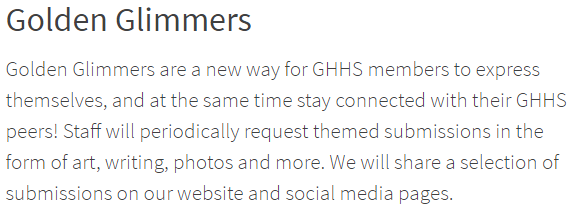 Golden Glimmers
Golden Glimmers are a new way for GHHS members to express
themselves, and at the same time stay connected with their GHHS
peers! Staff will periodically request themed submissions in the
form of art, writing, photos and more. We will share a selection of
submissions on our website and social media pages.